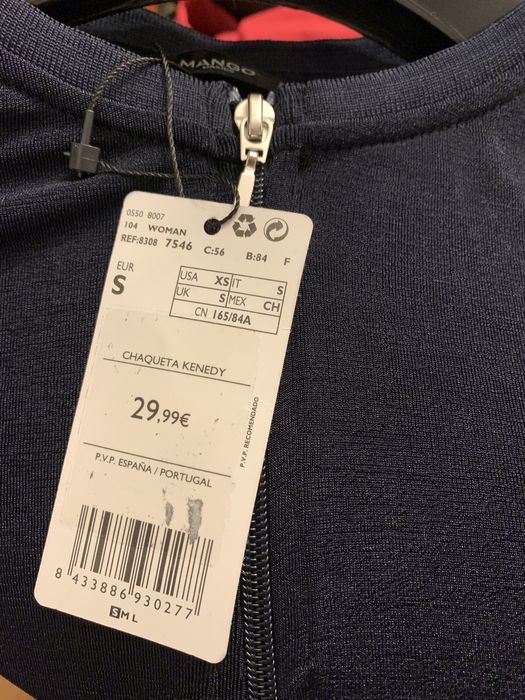 MANGO
0550 8007
104 WOMAN
REF:8308 7546 C:56 B:84 F
EUR
S
USA XS IT S
UK S MEX CH
CN 165/84A
CHAQUETA KENEDY
29,99€
P.V.P. RECOMENDADO
P.V.P. ESPAÑA / PORTUGAL
8 433886 930277
S M L